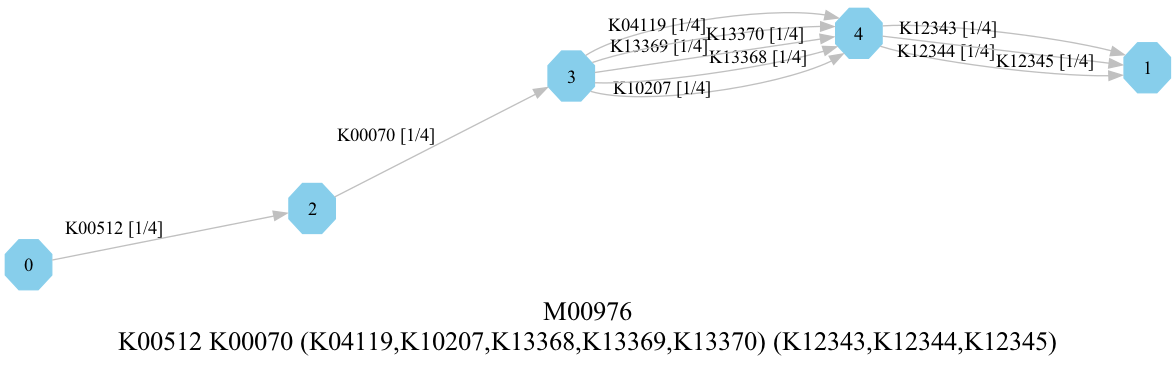 K04119 [1/4]
K13370 [1/4]
K13369 [1/4]
K13368 [1/4]
K10207 [1/4]
3
4
K12343 [1/4]
K12344 [1/4]
K12345 [1/4]
1
K00070 [1/4]
2
K00512 [1/4]
0
M00976
K00512 K00070 (K04119,K10207,K13368,K13369,K13370) (K12343,K12344,K12345)